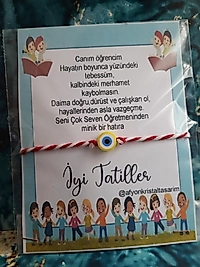 Canım öğrencim
Hayatın boyunca yüzündeki
tebessüm,
kalbindeki merhamet
kaybolmasın.
Daima doğru,dürüst ve çalışkan ol,
hayallerinden asla vazgeçme.
Seni Çok Seven Öğretmeninden
minik bir hatıra
İyi Tatiller
@afyonkristaltasarim